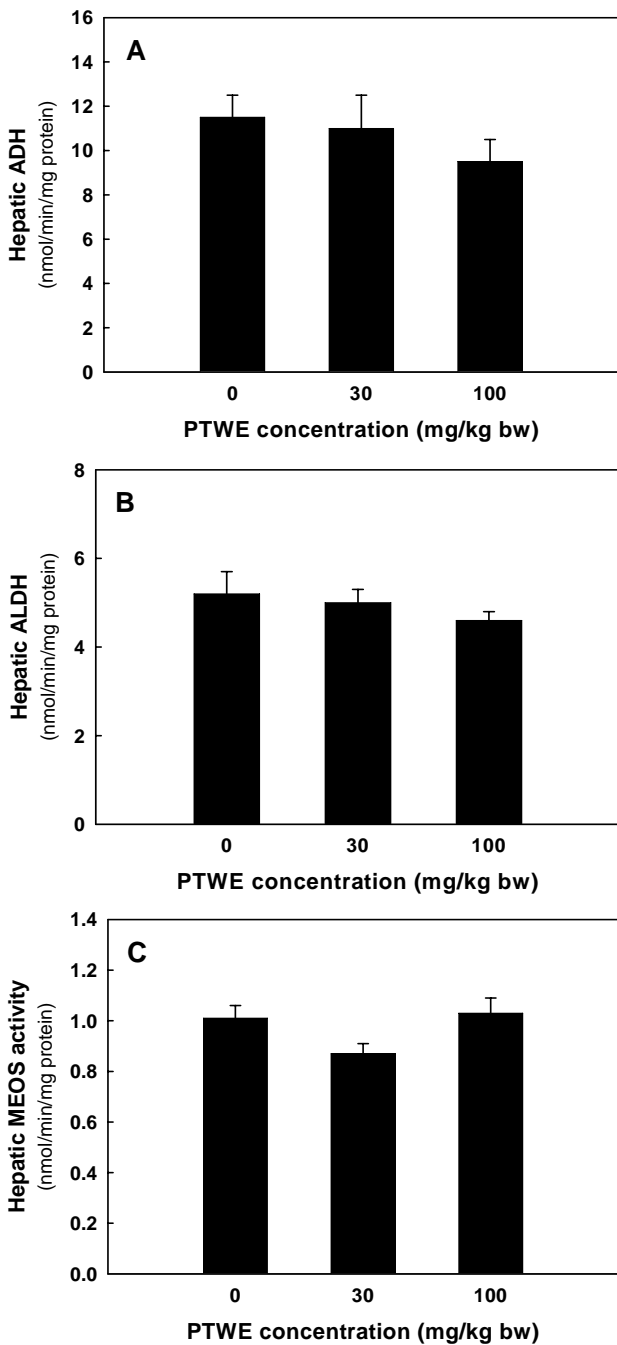 A
Hepatic ADH
(nmol/min/mg protein)
16
14
12
10
8
6
4
2
0
0 30 100
PTWE concentration (mg/kg bw)
B
Hepatic ALDH
(nmol/min/mg protein)
8
6
4
2
0
0 30 100
PTWE concentration (mg/kg bw)
C
Hepatic MEOS activity
(nmol/min/mg protein)
1.4
1.2
1.0
0.8
0.6
0.4
0.2
0.0
0 30 100
PTWE concentration (mg/kg bw)